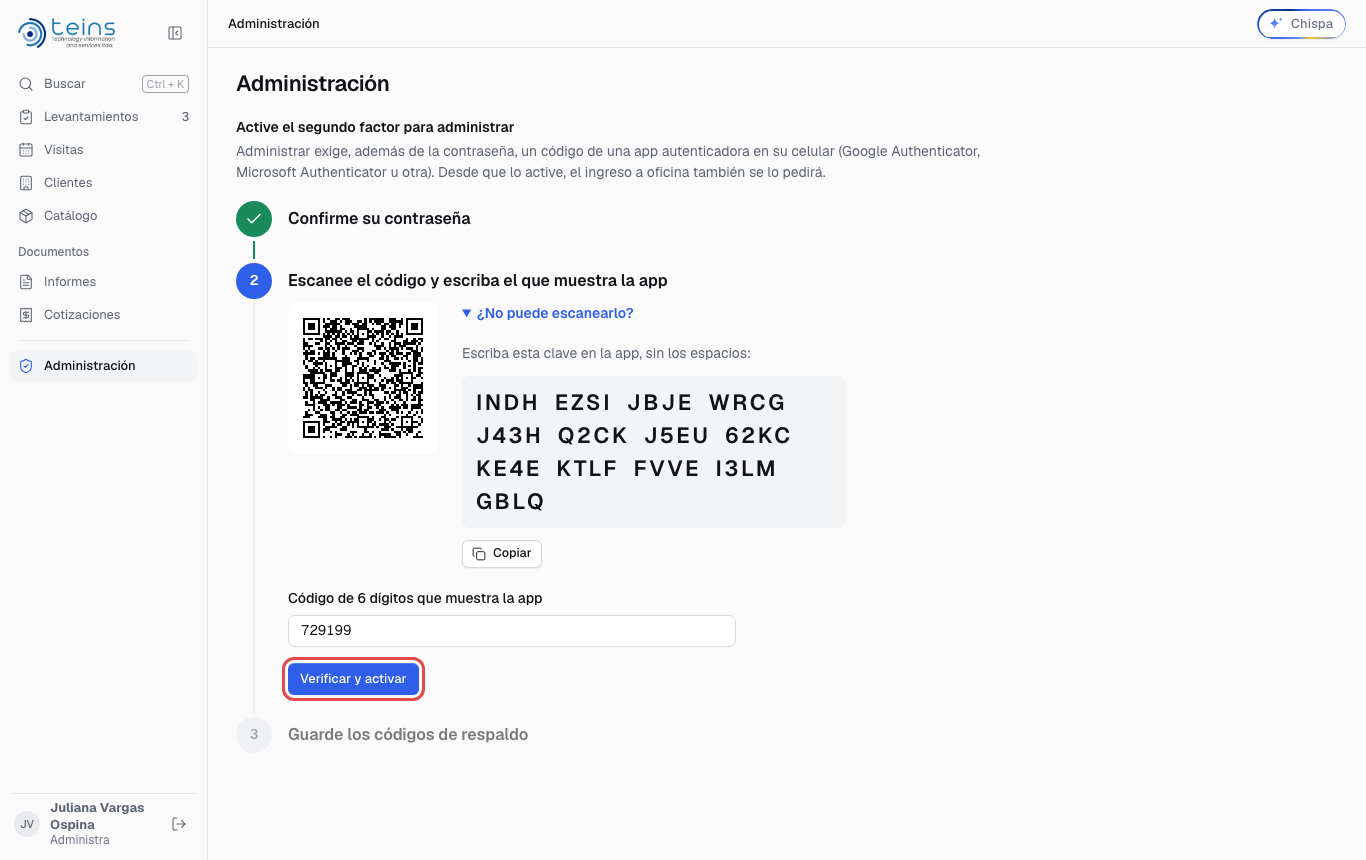 teins
Technology information
and services ltda.
Buscar
Ctrl + K
Levantamientos
3
Visitas
Clientes
Catálogo
Documentos
Informes
Cotizaciones
Administración
Juliana Vargas
Ospina
JV
Administra
Administración
Chispa
Administración
Active el segundo factor para administrar
Administrar exige, además de la contraseña, un código de una app autenticadora en su celular (Google Authenticator,
Microsoft Authenticator u otra). Desde que lo active, el ingreso a oficina también se lo pedirá.
Confirme su contraseña
2
Escanee el código y escriba el que muestra la app
¿No puede escanearlo?
Escriba esta clave en la app, sin los espacios:
INDH EZSI JBJE WRCG
J43H Q2CK J5EU 62KC
KE4E KTLF FVVE I3LM
GBLQ
Copiar
Código de 6 dígitos que muestra la app
729199
Verificar y activar
3
Guarde los códigos de respaldo